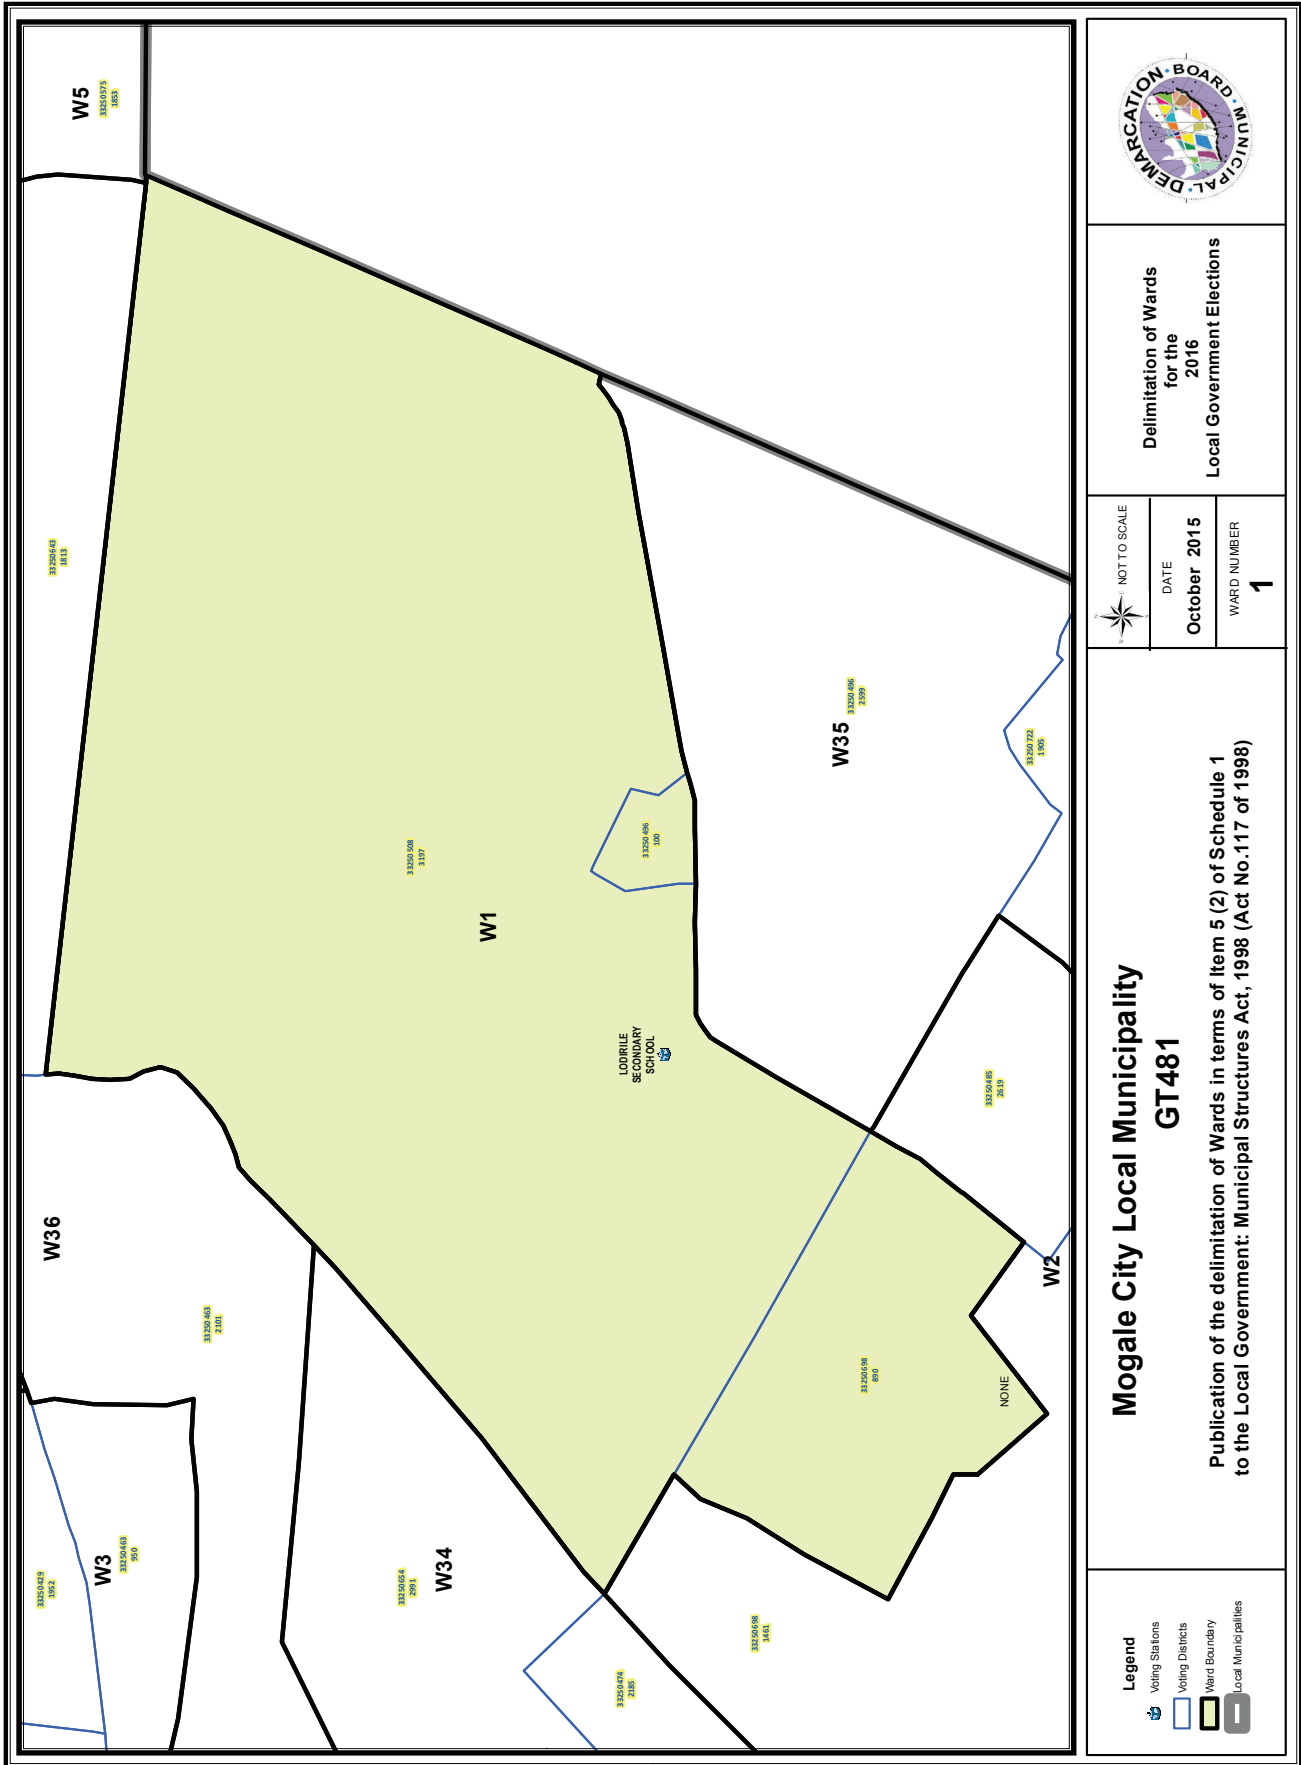 W5
33250575
1853
33250643
1813
33250508
3197
W1
33250496
100
LODIRILE
SECONDARY
SCHOOL
W35
33250496
2599
33250722
1905
33250485
2619
W2
W36
33250463
2101
33250698
890
NONE
W3
33250463
950
33250429
1952
33250654
2991
W34
33250474
2185
33250698
1461
Legend
Voting Stations
Voting Districts
Ward Boundary
Local Municipalities
Mogale City Local Municipality
GT481
Publication of the delimitation of Wards in terms of Item 5 (2) of Schedule 1
to the Local Government: Municipal Structures Act, 1998 (Act No.117 of 1998)
N
W
E
S
NOT TO SCALE
DATE
October 2015
WARD NUMBER
1
Delimitation of Wards
for the
2016
Local Government Elections
MUNICIPAL · DEMARCATION · BOARD ·